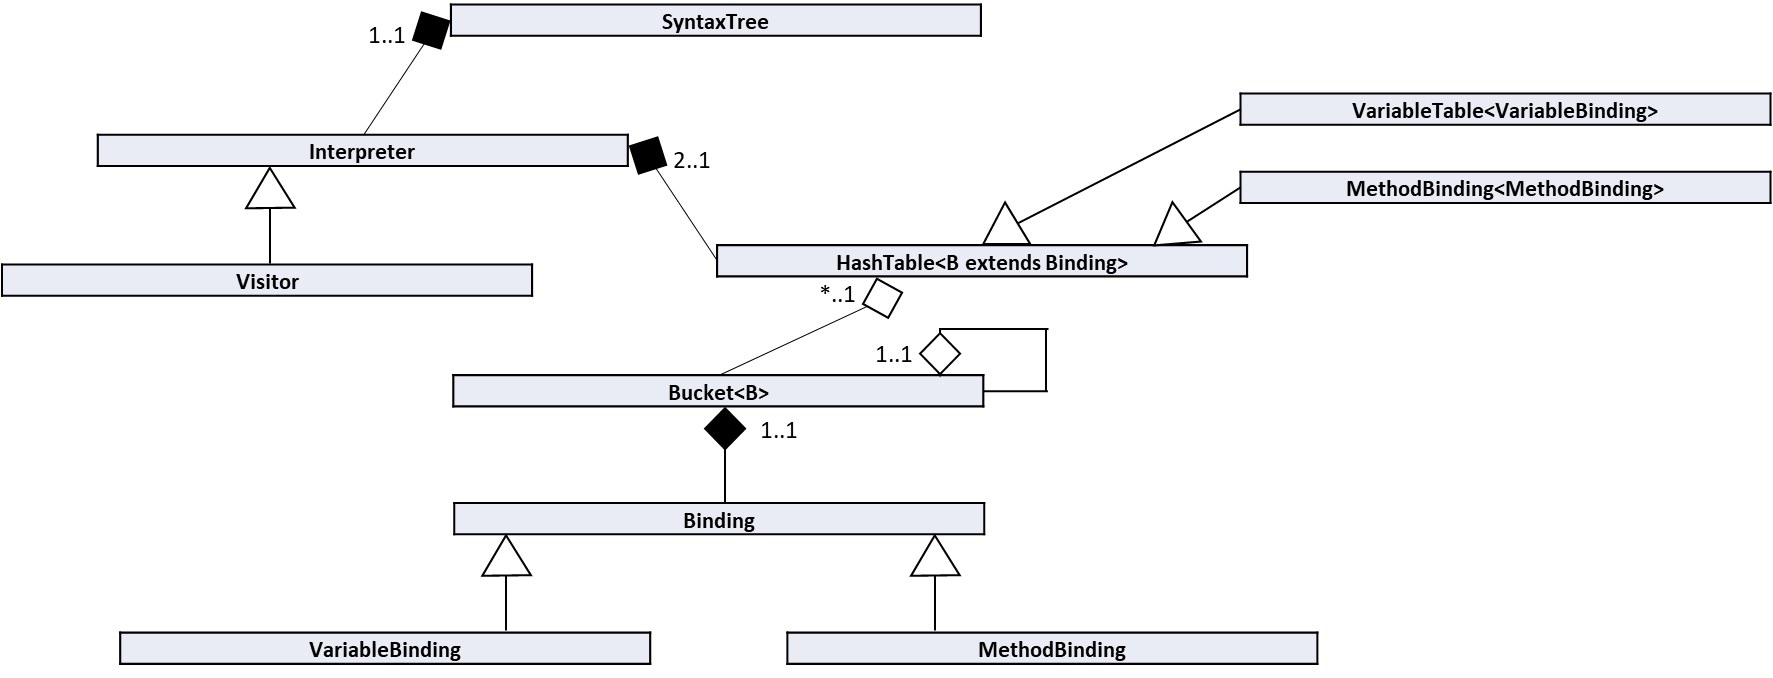 SyntaxTree
1..1
VariableTable<VariableBinding>
Interpreter
2..1
MethodBinding<MethodBinding>
HashTable<B extends Binding>
Visitor
*..1
1..1
Bucket<B>
1..1
Binding
VariableBinding
MethodBinding